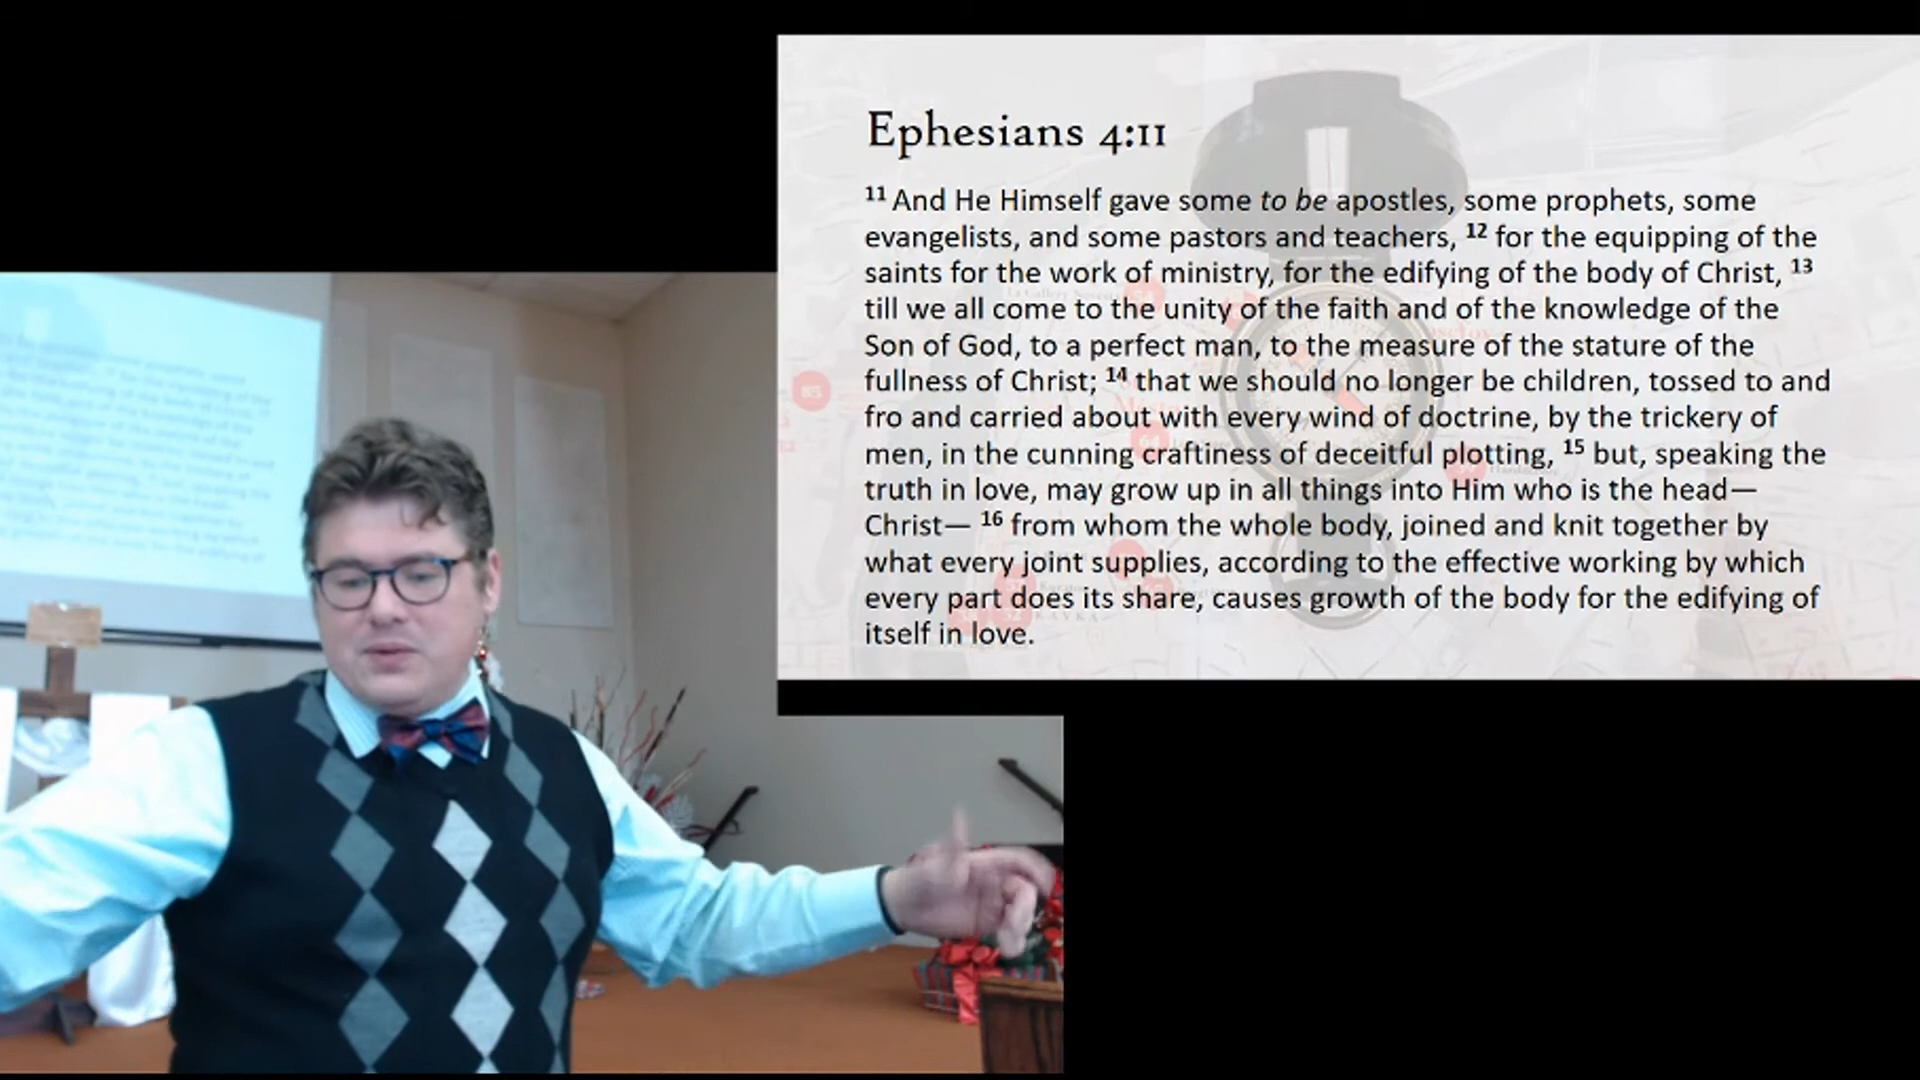 Ephesians 4:11
11 And He Himself gave some to be apostles, some prophets, some
evangelists, and some pastors and teachers, 12 for the equipping of the
saints for the work of ministry, for the edifying of the body of Christ, 13
till we all come to the unity of the faith and of the knowledge of the
Son of God, to a perfect man, to the measure of the stature of the
fullness of Christ; 14 that we should no longer be children, tossed to and
fro and carried about with every wind of doctrine, by the trickery of
men, in the cunning craftiness of deceitful plotting, 15 but, speaking the
truth in love, may grow up in all things into Him who is the head—
Christ— 16 from whom the whole body, joined and knit together by
what every joint supplies, according to the effective working by which
every part does its share, causes growth of the body for the edifying of
itself in love.